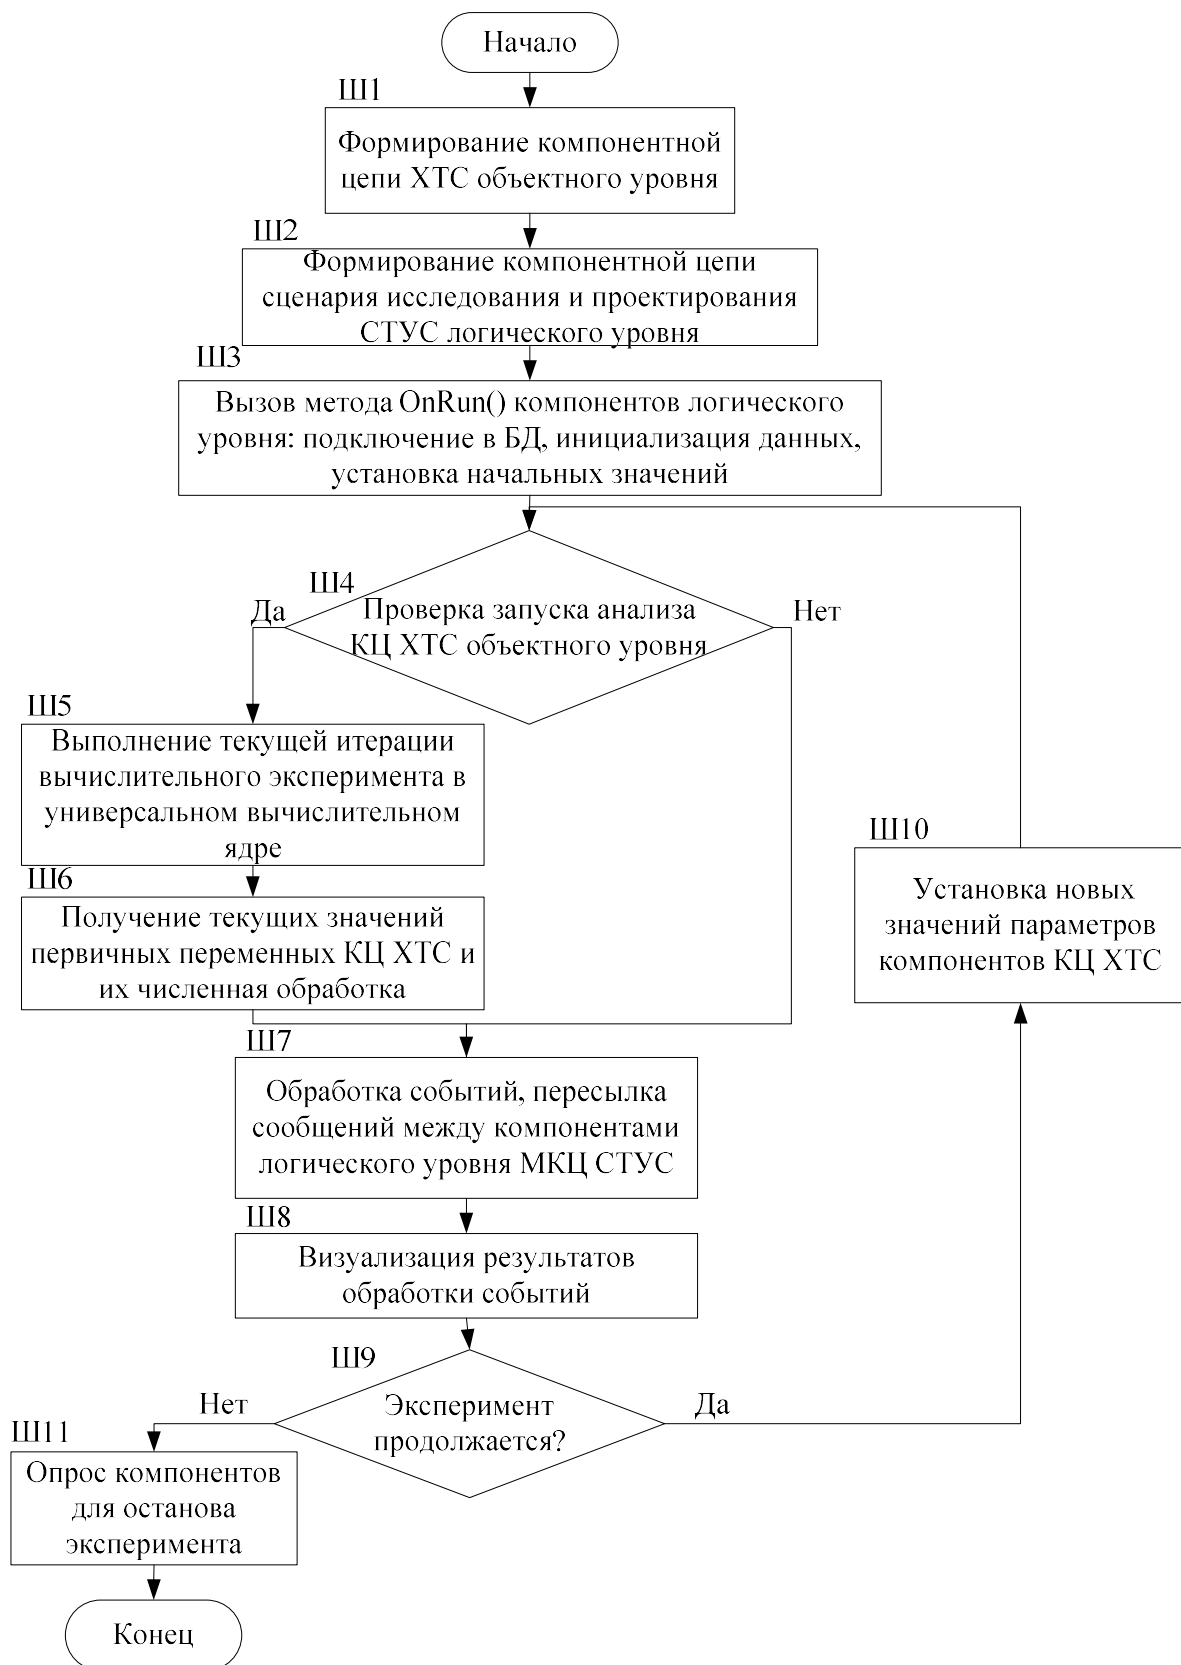 Начало
Ш1
Формирование компонентной
цепи ХТС объектного уровня
Ш2
Формирование компонентной цепи
сценария исследования и проектирования
СТУС логического уровня
Ш3
Вызов метода OnRun() компонентов логического
уровня: подключение в БД, инициализация данных,
установка начальных значений
Ш4
Да
Проверка запуска анализа
КЦ ХТС объектного уровня
Нет
Ш5
Выполнение текущей итерации
вычислительного эксперимента в
универсальном вычислительном
ядре
Ш6
Получение текущих значений
первичных переменных КЦ ХТС и
их численная обработка
Ш10
Установка новых
значений параметров
компонентов КЦ ХТС
Ш7
Обработка событий, пересылка
сообщений между компонентами
логического уровня МКЦ СТУС
Ш8
Визуализация результатов
обработки событий
Ш9
Нет
Эксперимент
продолжается?
Да
Ш11
Опрос компонентов
для останова
эксперимента
Конец